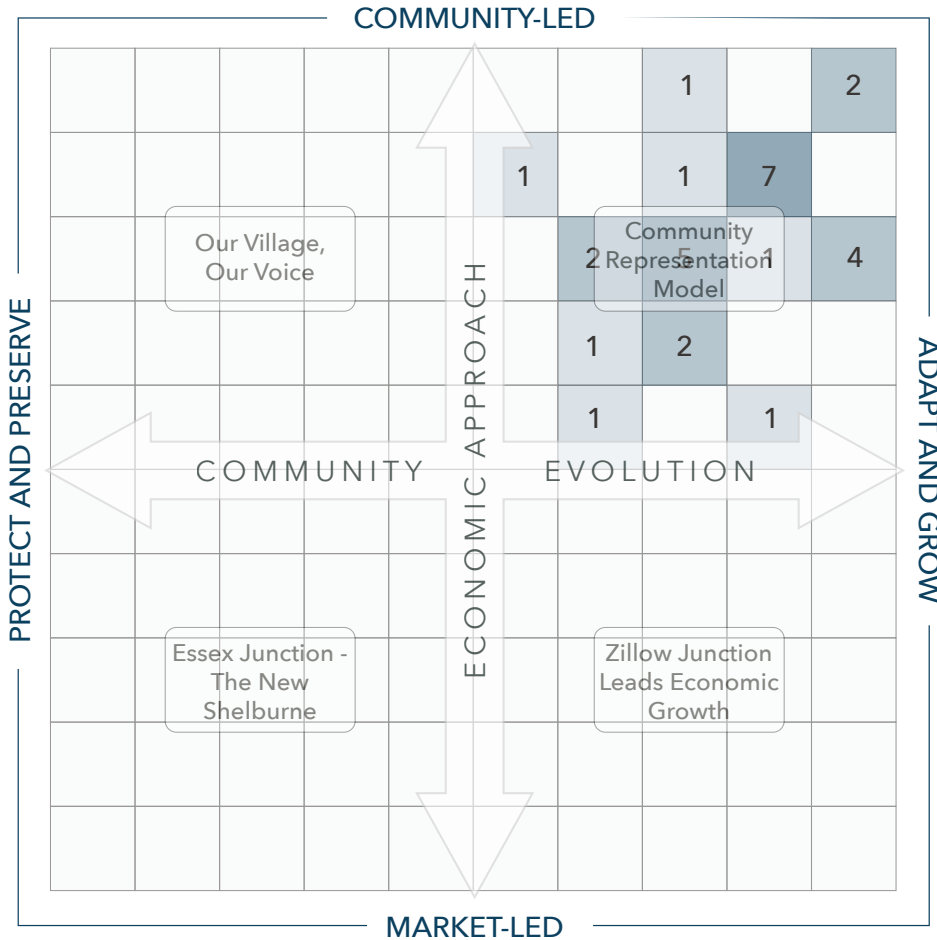 COMMUNITY-LED
1
2
1
1
7
Our Village,
Our Voice
Community
2
Representation
5
1
4
Model
1
2
1
1
PROTECT AND PRESERVE
ADAPT AND GROW
COMMUNITY
EVOLUTION
ECONOMIC APPROACH
Essex Junction -
The New
Shelburne
Zillow Junction
Leads Economic
Growth
MARKET-LED